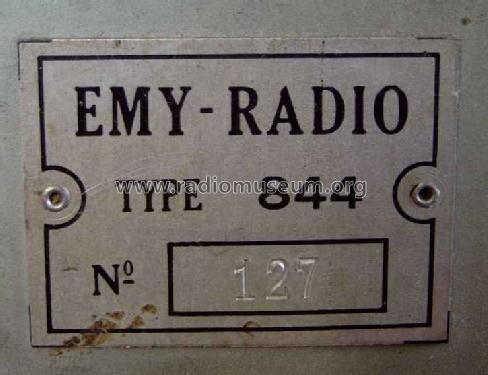 EMY-RADIO
www.radiomuseum.org
TYPE 844
Nº 127